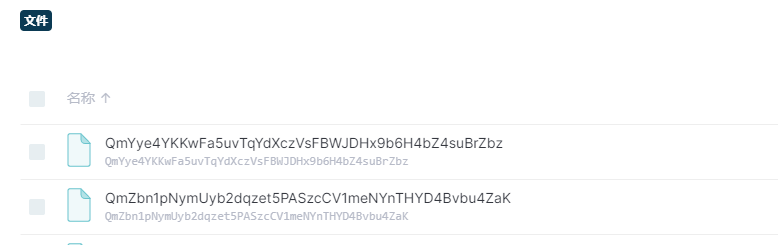 文件
名称 ↑
QmYye4YKKwFa5uvTqYdXczVsFBWJDHx9b6H4bZ4suBrZbz
QmYye4YKKwFa5uvTqYdXczVsFBWJDHx9b6H4bZ4suBrZbz
QmZbn1pNymUyb2dqzet5PASzcCV1meNYnTHYD4Bvbu4ZaK
QmZbn1pNymUyb2dqzet5PASzcCV1meNYnTHYD4Bvbu4ZaK